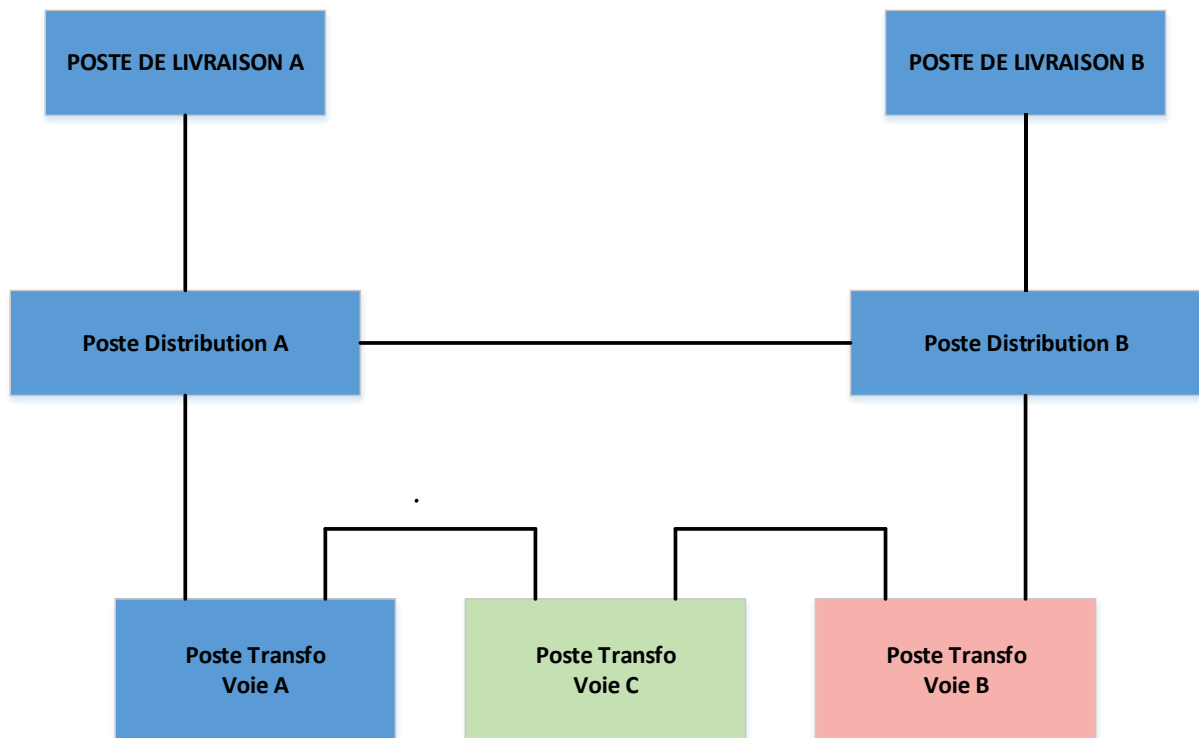 POSTE DE LIVRAISON A
POSTE DE LIVRAISON B
Poste Distribution A
Poste Distribution B
.
Poste Transfo
Voie A
Poste Transfo
Voie C
Poste Transfo
Voie B